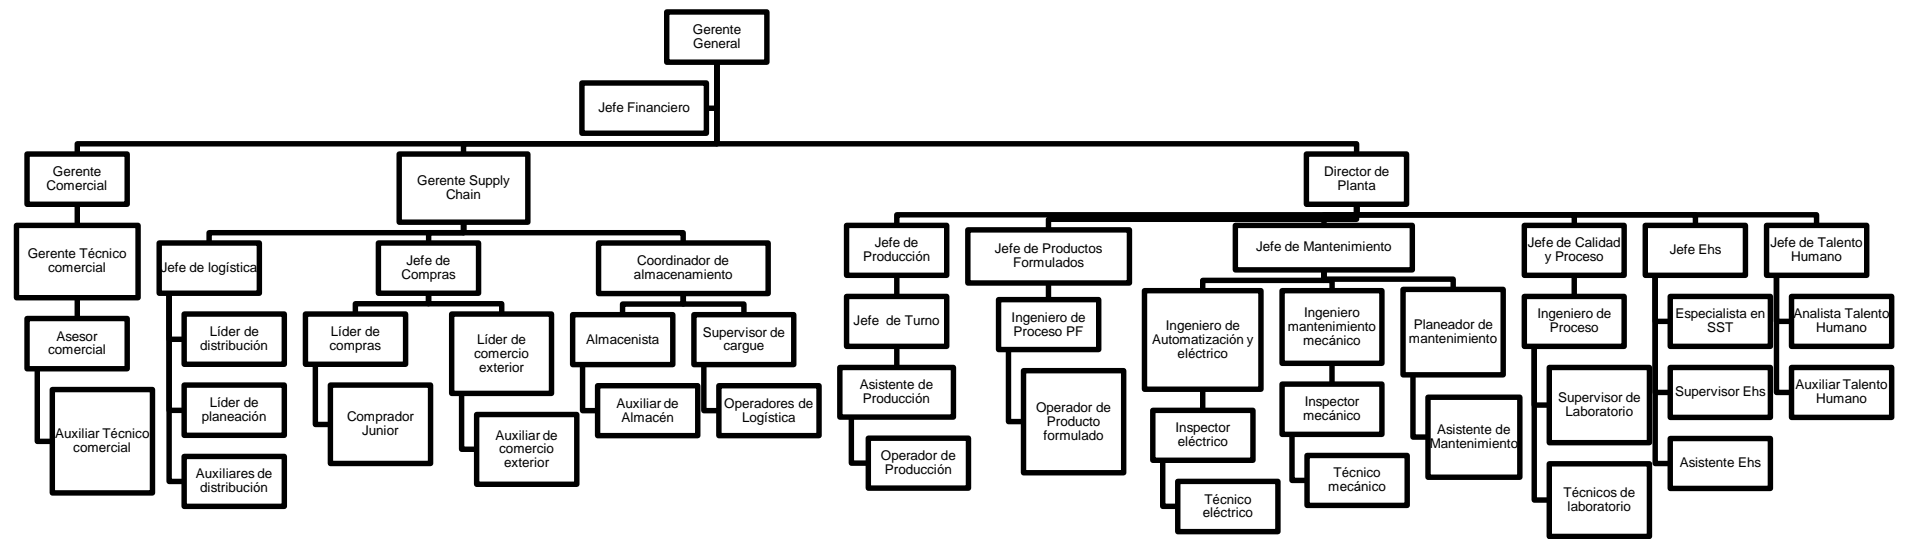 Gerente
General
Jefe Financiero
Gerente
Comercial
Gerente Supply
Chain
Director de
Planta
Gerente Técnico
comercial
Asesor
comercial
Auxiliar Técnico
comercial
Jefe de logística
Líder de
distribución
Líder de
planeación
Auxiliares de
distribución
Jefe de
Compras
Líder de
compras
Comprador
Junior
Líder de
comercio
exterior
Auxiliar de
comercio
exterior
Coordinador de
almacenamiento
Almacenista
Auxiliar de
Almacén
Supervisor de
cargue
Operadores de
Logística
Jefe de
Producción
Jefe de Turno
Asistente de
Producción
Operador de
Producción
Jefe de Productos
Formulados
Ingeniero de
Proceso PF
Operador de
Producto
formulado
Jefe de Mantenimiento
Ingeniero de
Automatización y
eléctrico
Inspector
eléctrico
Técnico
eléctrico
Ingeniero
mantenimiento
mecánico
Inspector
mecánico
Técnico
mecánico
Planeador de
mantenimiento
Asistente de
Mantenimiento
Jefe de Calidad
y Proceso
Ingeniero de
Proceso
Supervisor de
Laboratorio
Técnicos de
laboratorio
Jefe Ehs
Especialista en
SST
Supervisor Ehs
Asistente Ehs
Jefe de Talento
Humano
Analista Talento
Humano
Auxiliar Talento
Humano